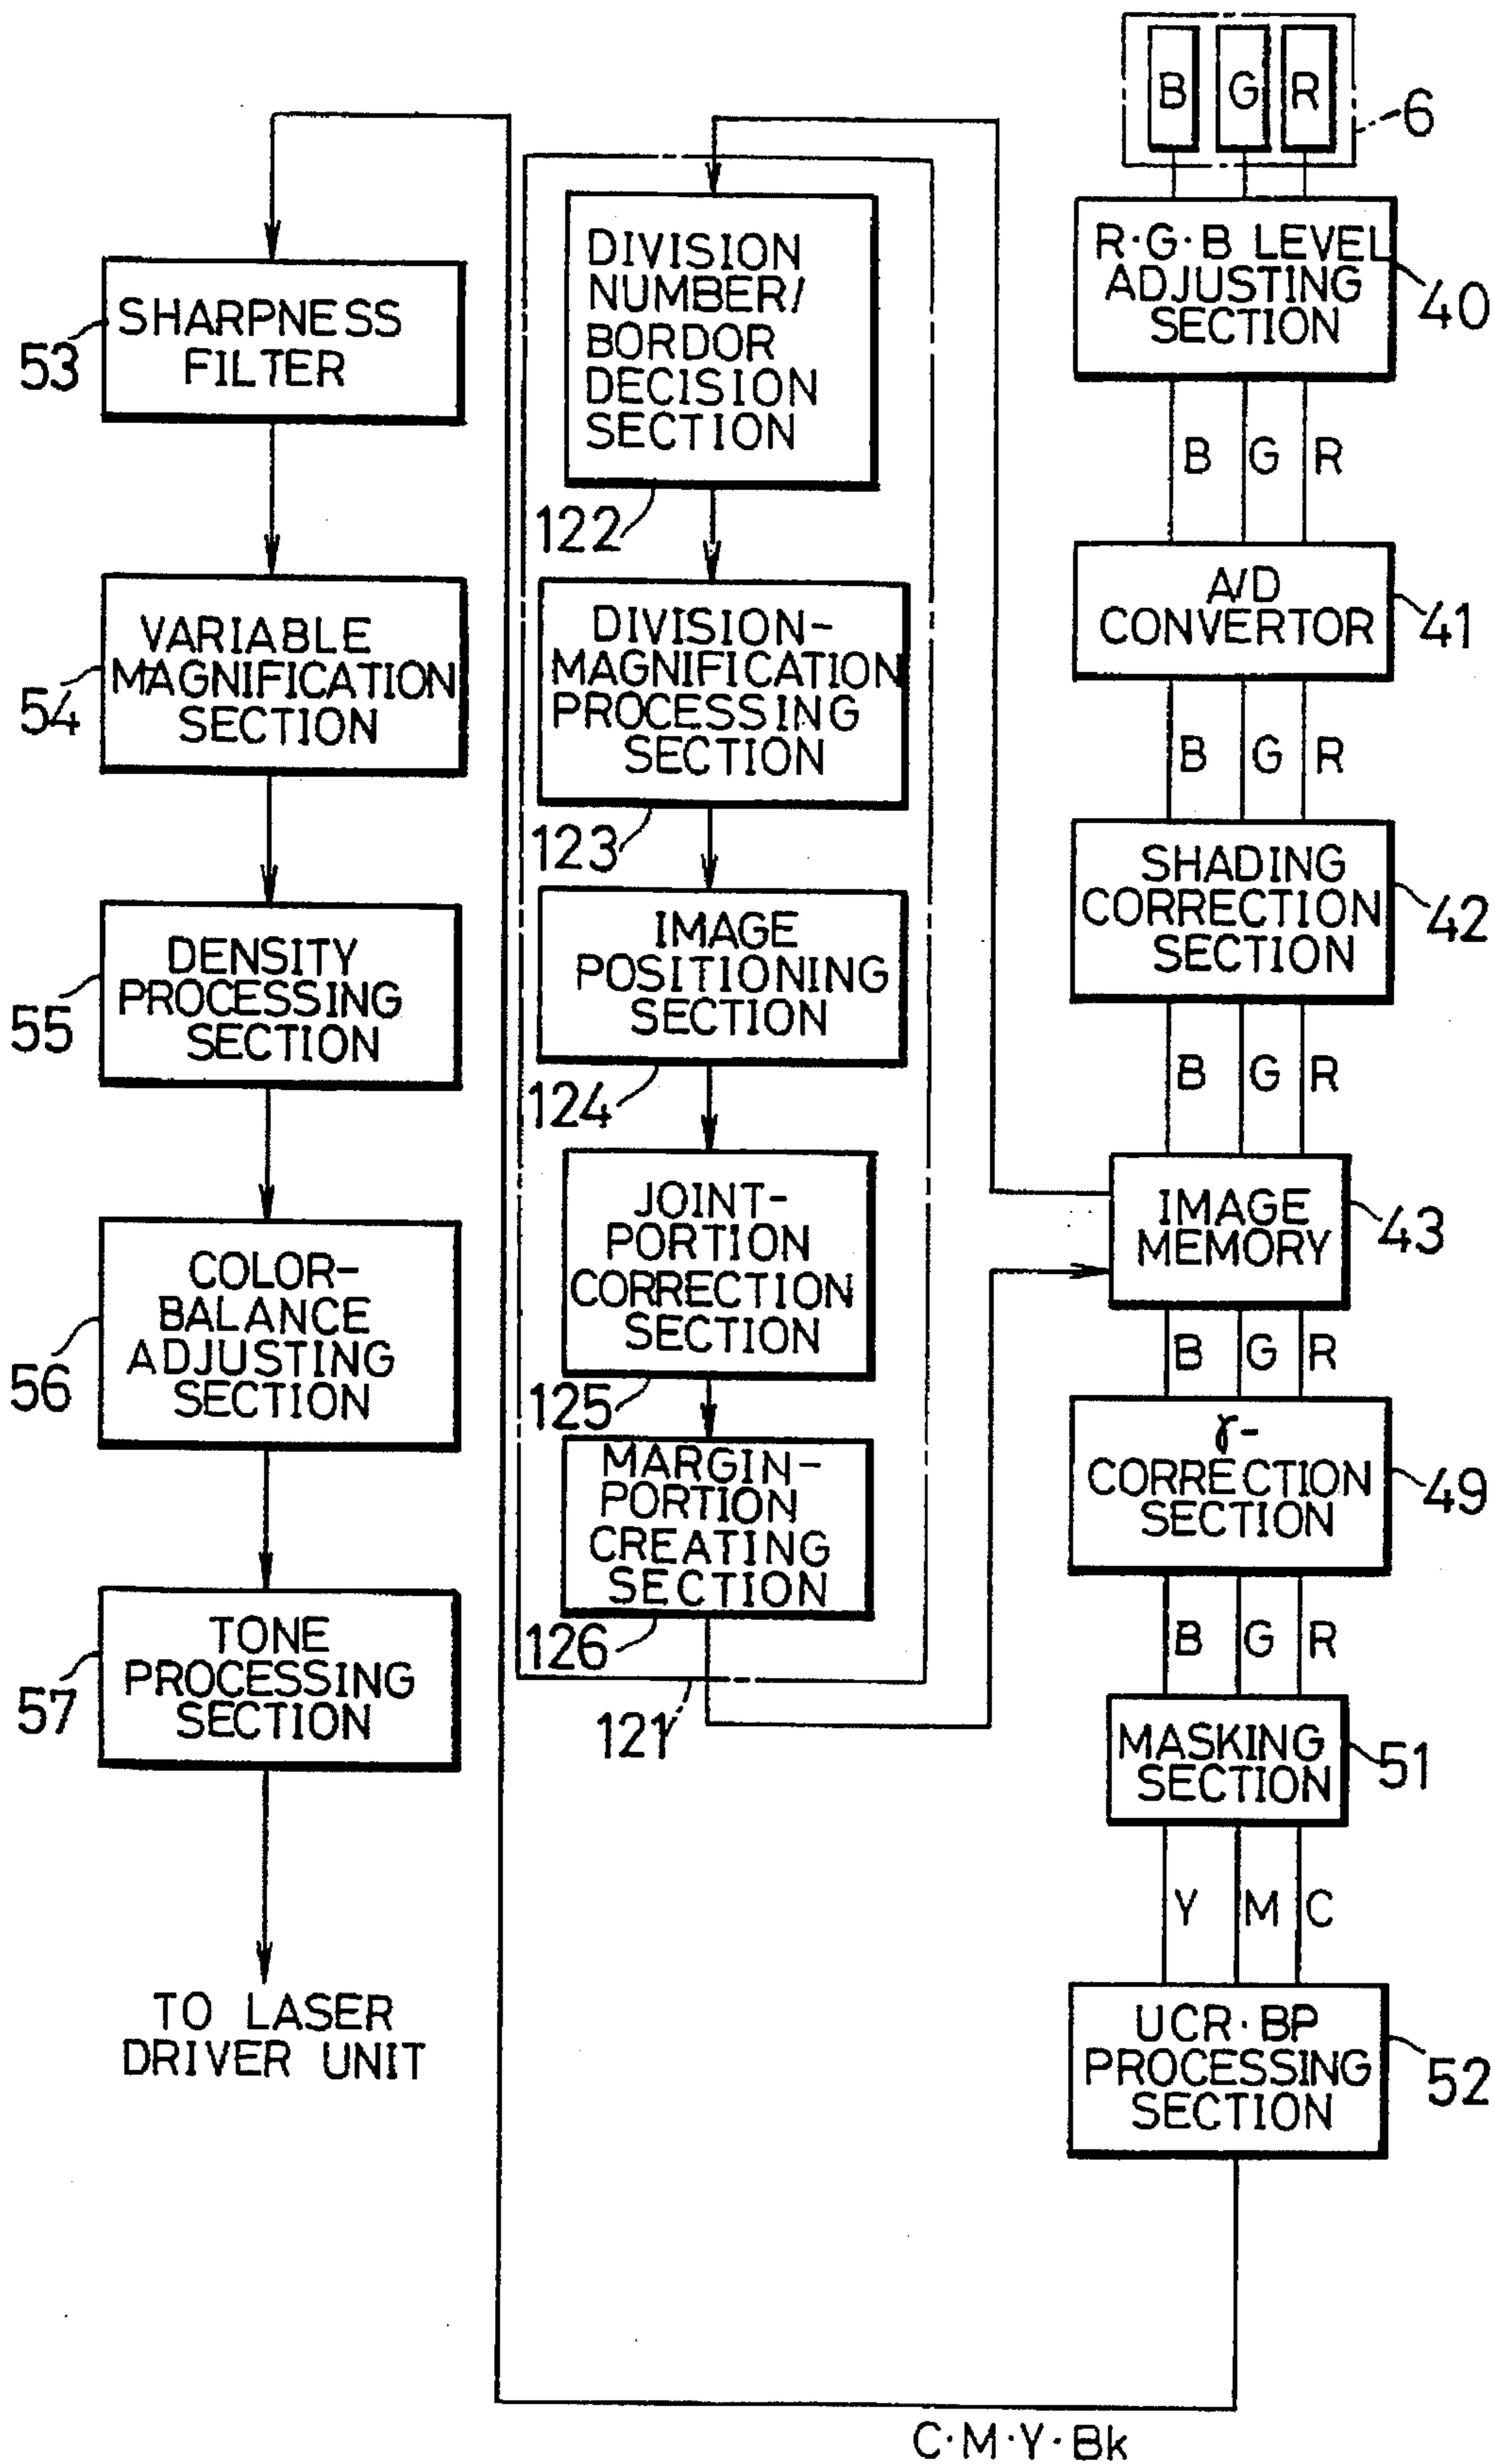 B G R
6
R·G·B LEVEL
ADJUSTING
SECTION
40
B G R
A/D
CONVERTOR
41
B G R
SHADING
CORRECTION
SECTION
42
B G R
IMAGE
MEMORY
43
B G R
γ-
CORRECTION
SECTION
49
B G R
MASKING
SECTION
51
Y M C
UCR·BP
PROCESSING
SECTION
52
C·M·Y·Bk
DIVISION
NUMBER/
BORDOR
DECISION
SECTION
122
DIVISION-
MAGNIFICATION
PROCESSING
SECTION
123
IMAGE
POSITIONING
SECTION
124
JOINT-
PORTION
CORRECTION
SECTION
125
MARGIN-
PORTION
CREATING
SECTION
126
121
SHARPNESS
FILTER
53
VARIABLE
MAGNIFICATION
SECTION
54
DENSITY
PROCESSING
SECTION
55
COLOR-
BALANCE
ADJUSTING
SECTION
56
TONE
PROCESSING
SECTION
57
TO LASER
DRIVER UNIT